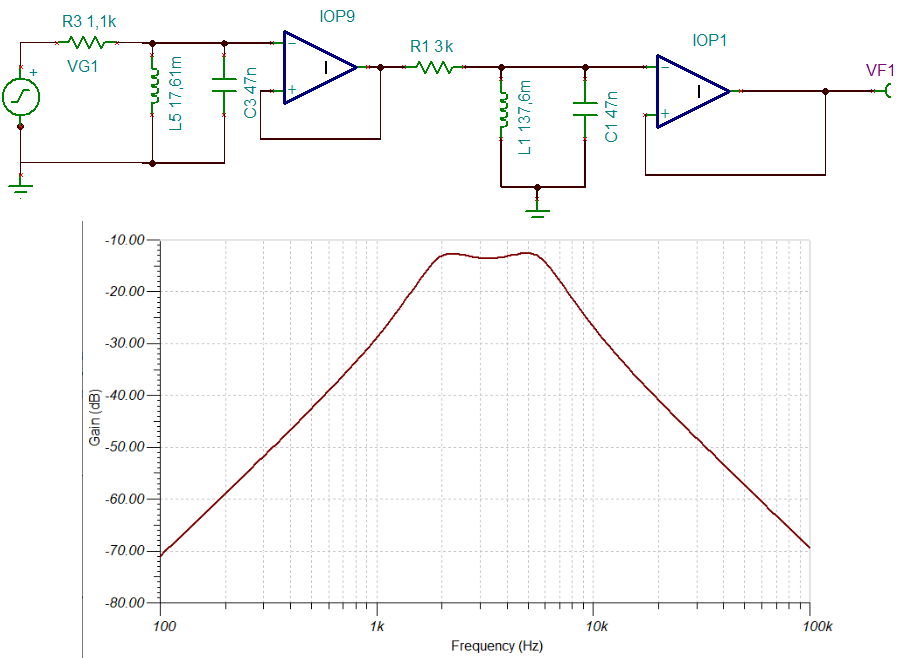 IOP9
R3 1,1k
VG1
+
L5 17,61m
C3 47n
−
+
I
R1 3k
L1 137,6m
C1 47n
IOP1
−
+
I
VF1
Gain (dB)
-10.00
-20.00
-30.00
-40.00
-50.00
-60.00
-70.00
-80.00
100 1k 10k 100k
Frequency (Hz)